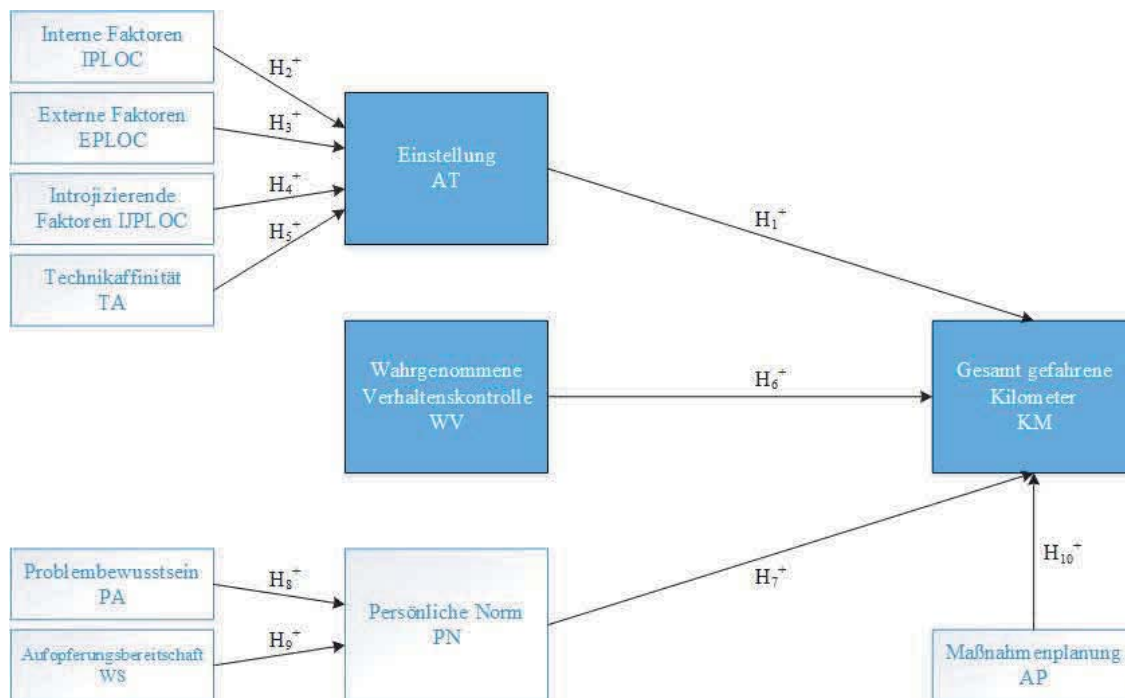 Interne Faktoren
IPLOC
H₂⁺
Externe Faktoren
EPLOC
H₃⁺
Introjizierende
Faktoren IJPLOC
H₄⁺
Technikaffinität
TA
H₅⁺
Einstellung
AT
H₁⁺
Wahrgenommene
Verhaltenskontrolle
WV
H₆⁺
Gesamt gefahrene
Kilometer
KM
Problembewusstsein
PA
H₈⁺
Aufopferungsbereitschaft
WS
H₉⁺
Persönliche Norm
PN
H₇⁺
H₁₀⁺
Maßnahmenplanung
AP